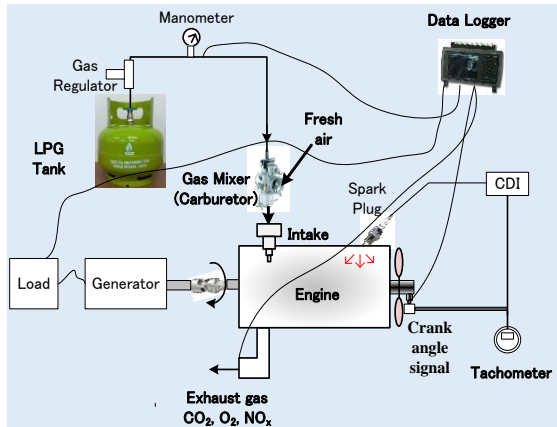 Manometer
Data Logger
Gas
Regulator
Fresh
air
LPG
Tank
Gas Mixer
(Carburetor)
Spark
Plug
CDI
Intake
Load
Generator
Engine
Crank
angle
signal
Tachometer
Exhaust gas
CO₂, O₂, NOₓ